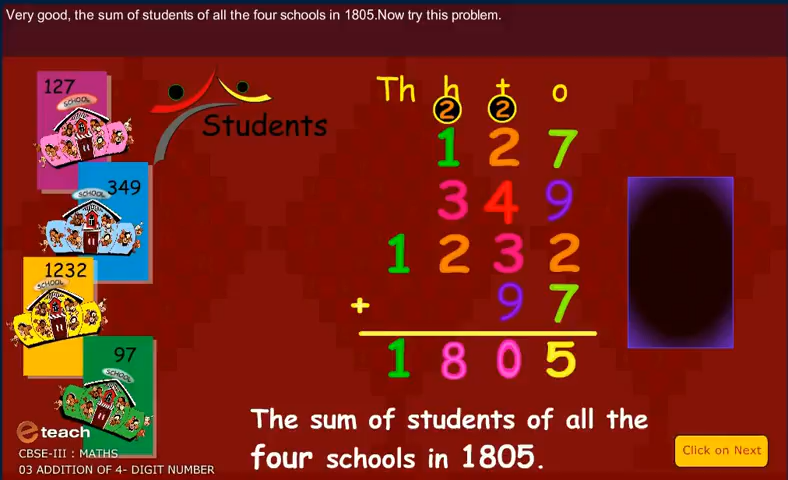 Very good, the sum of students of all the four schools in 1805.Now try this problem.
127
SCHOOL
349
SCHOOL
1232
SCHOOL
97
SCHOOL
Students
Th h t o
2 2
1 2 7
3 4 9
1 2 3 2
+ 9 7
1 8 0 5
The sum of students of all the
four schools in 1805.
Click on Next
e teach
CBSE-III : MATHS
03 ADDITION OF 4- DIGIT NUMBER